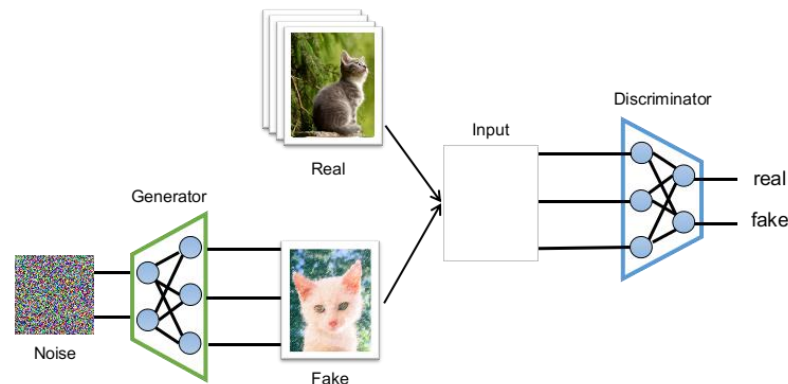 Real
Input
Discriminator
real
fake
Generator
Noise
Fake